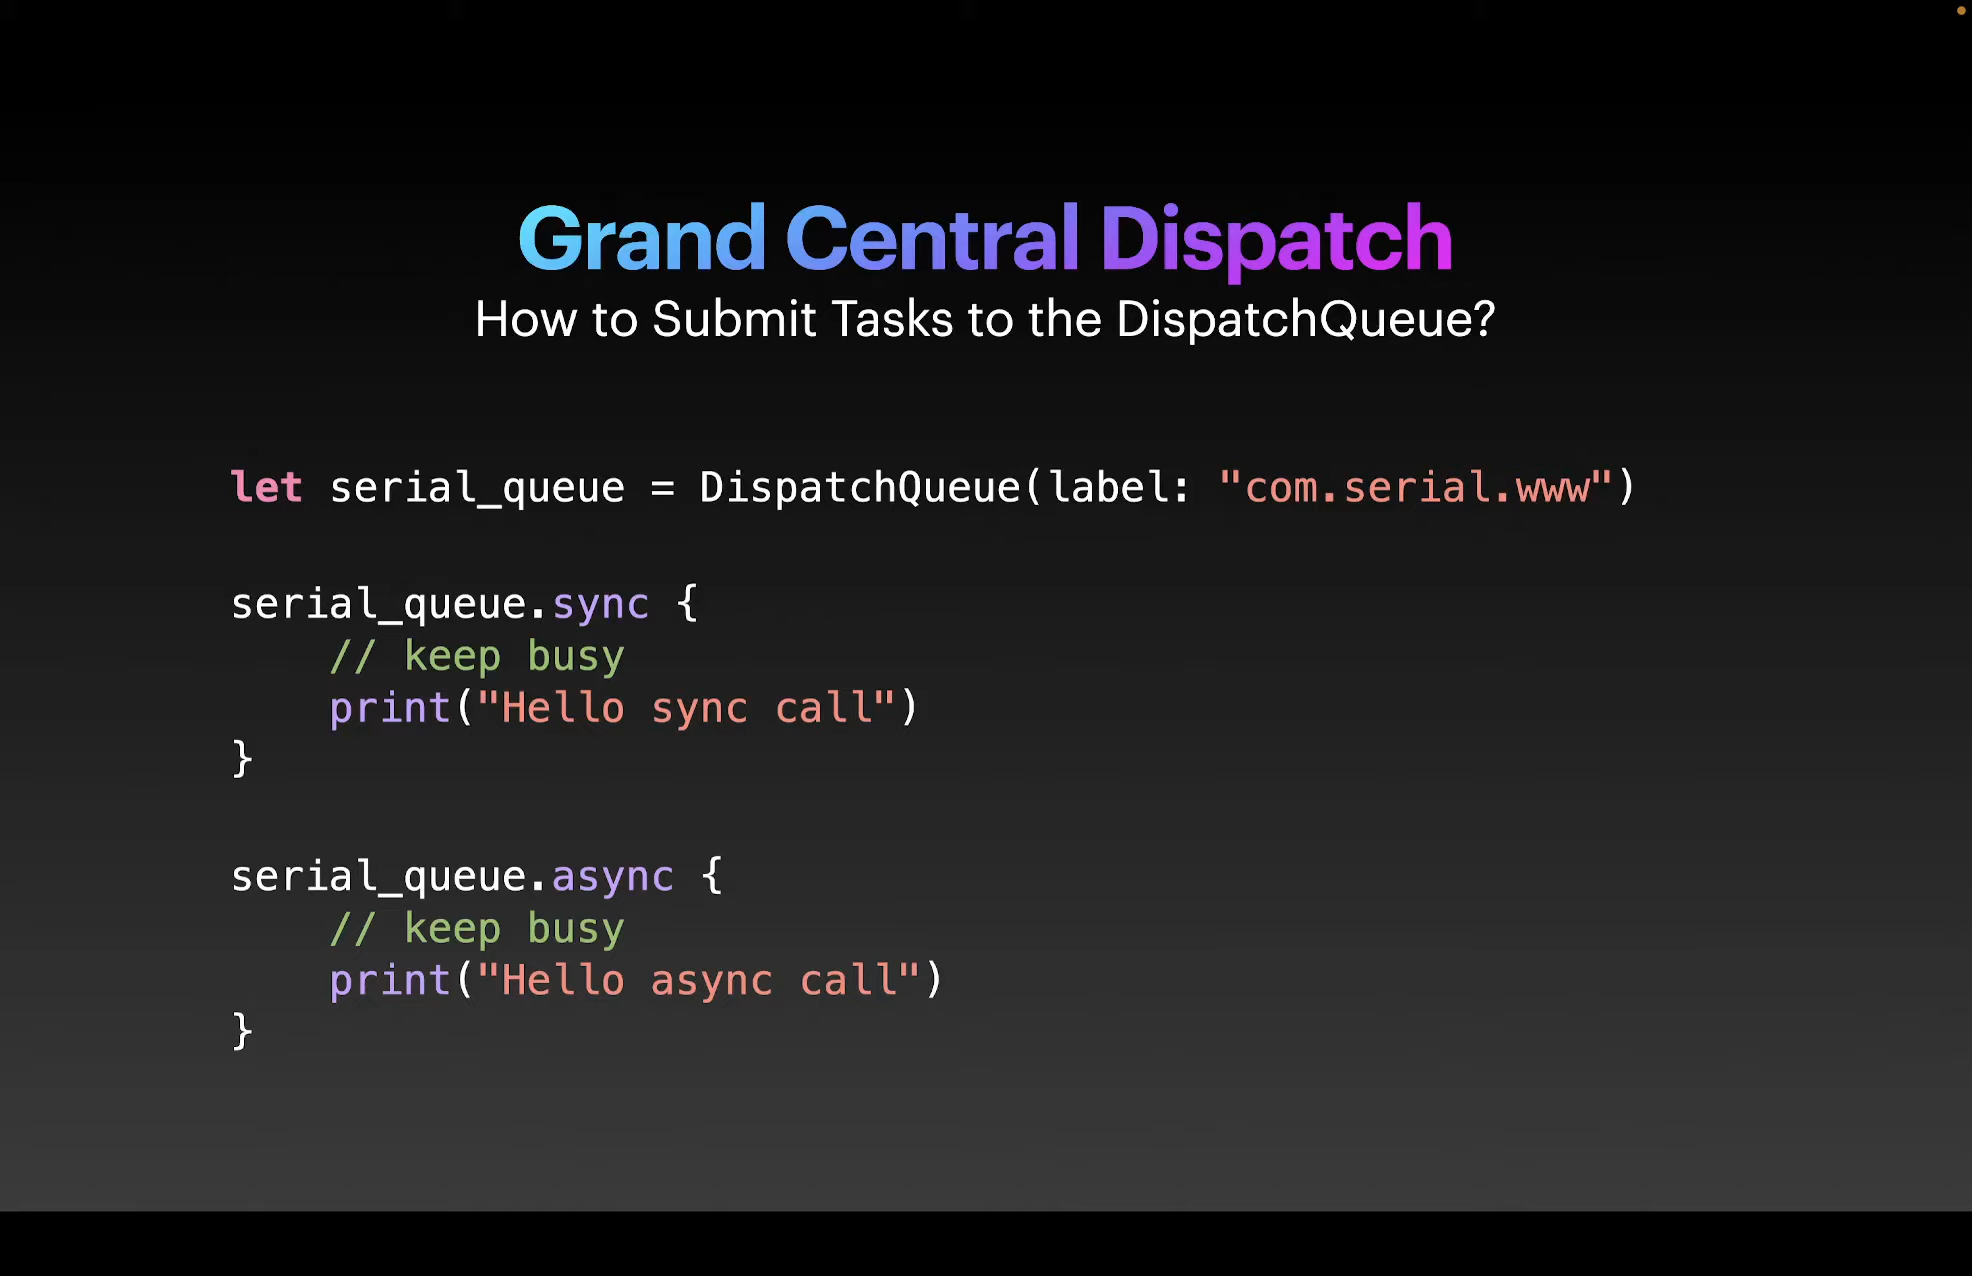 Grand Central Dispatch
How to Submit Tasks to the DispatchQueue?
let serial_queue = DispatchQueue(label: "com.serial.www")
serial_queue.sync {
    // keep busy
    print("Hello sync call")
}
serial_queue.async {
    // keep busy
    print("Hello async call")
}